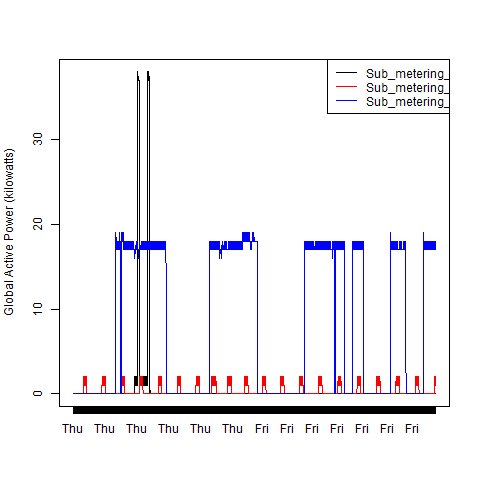 Sub_metering_
Sub_metering_
Sub_metering_
Global Active Power (kilowatts)
30
20
10
0
Thu Thu Thu Thu Thu Thu Fri Fri Fri Fri Fri Fri Fri